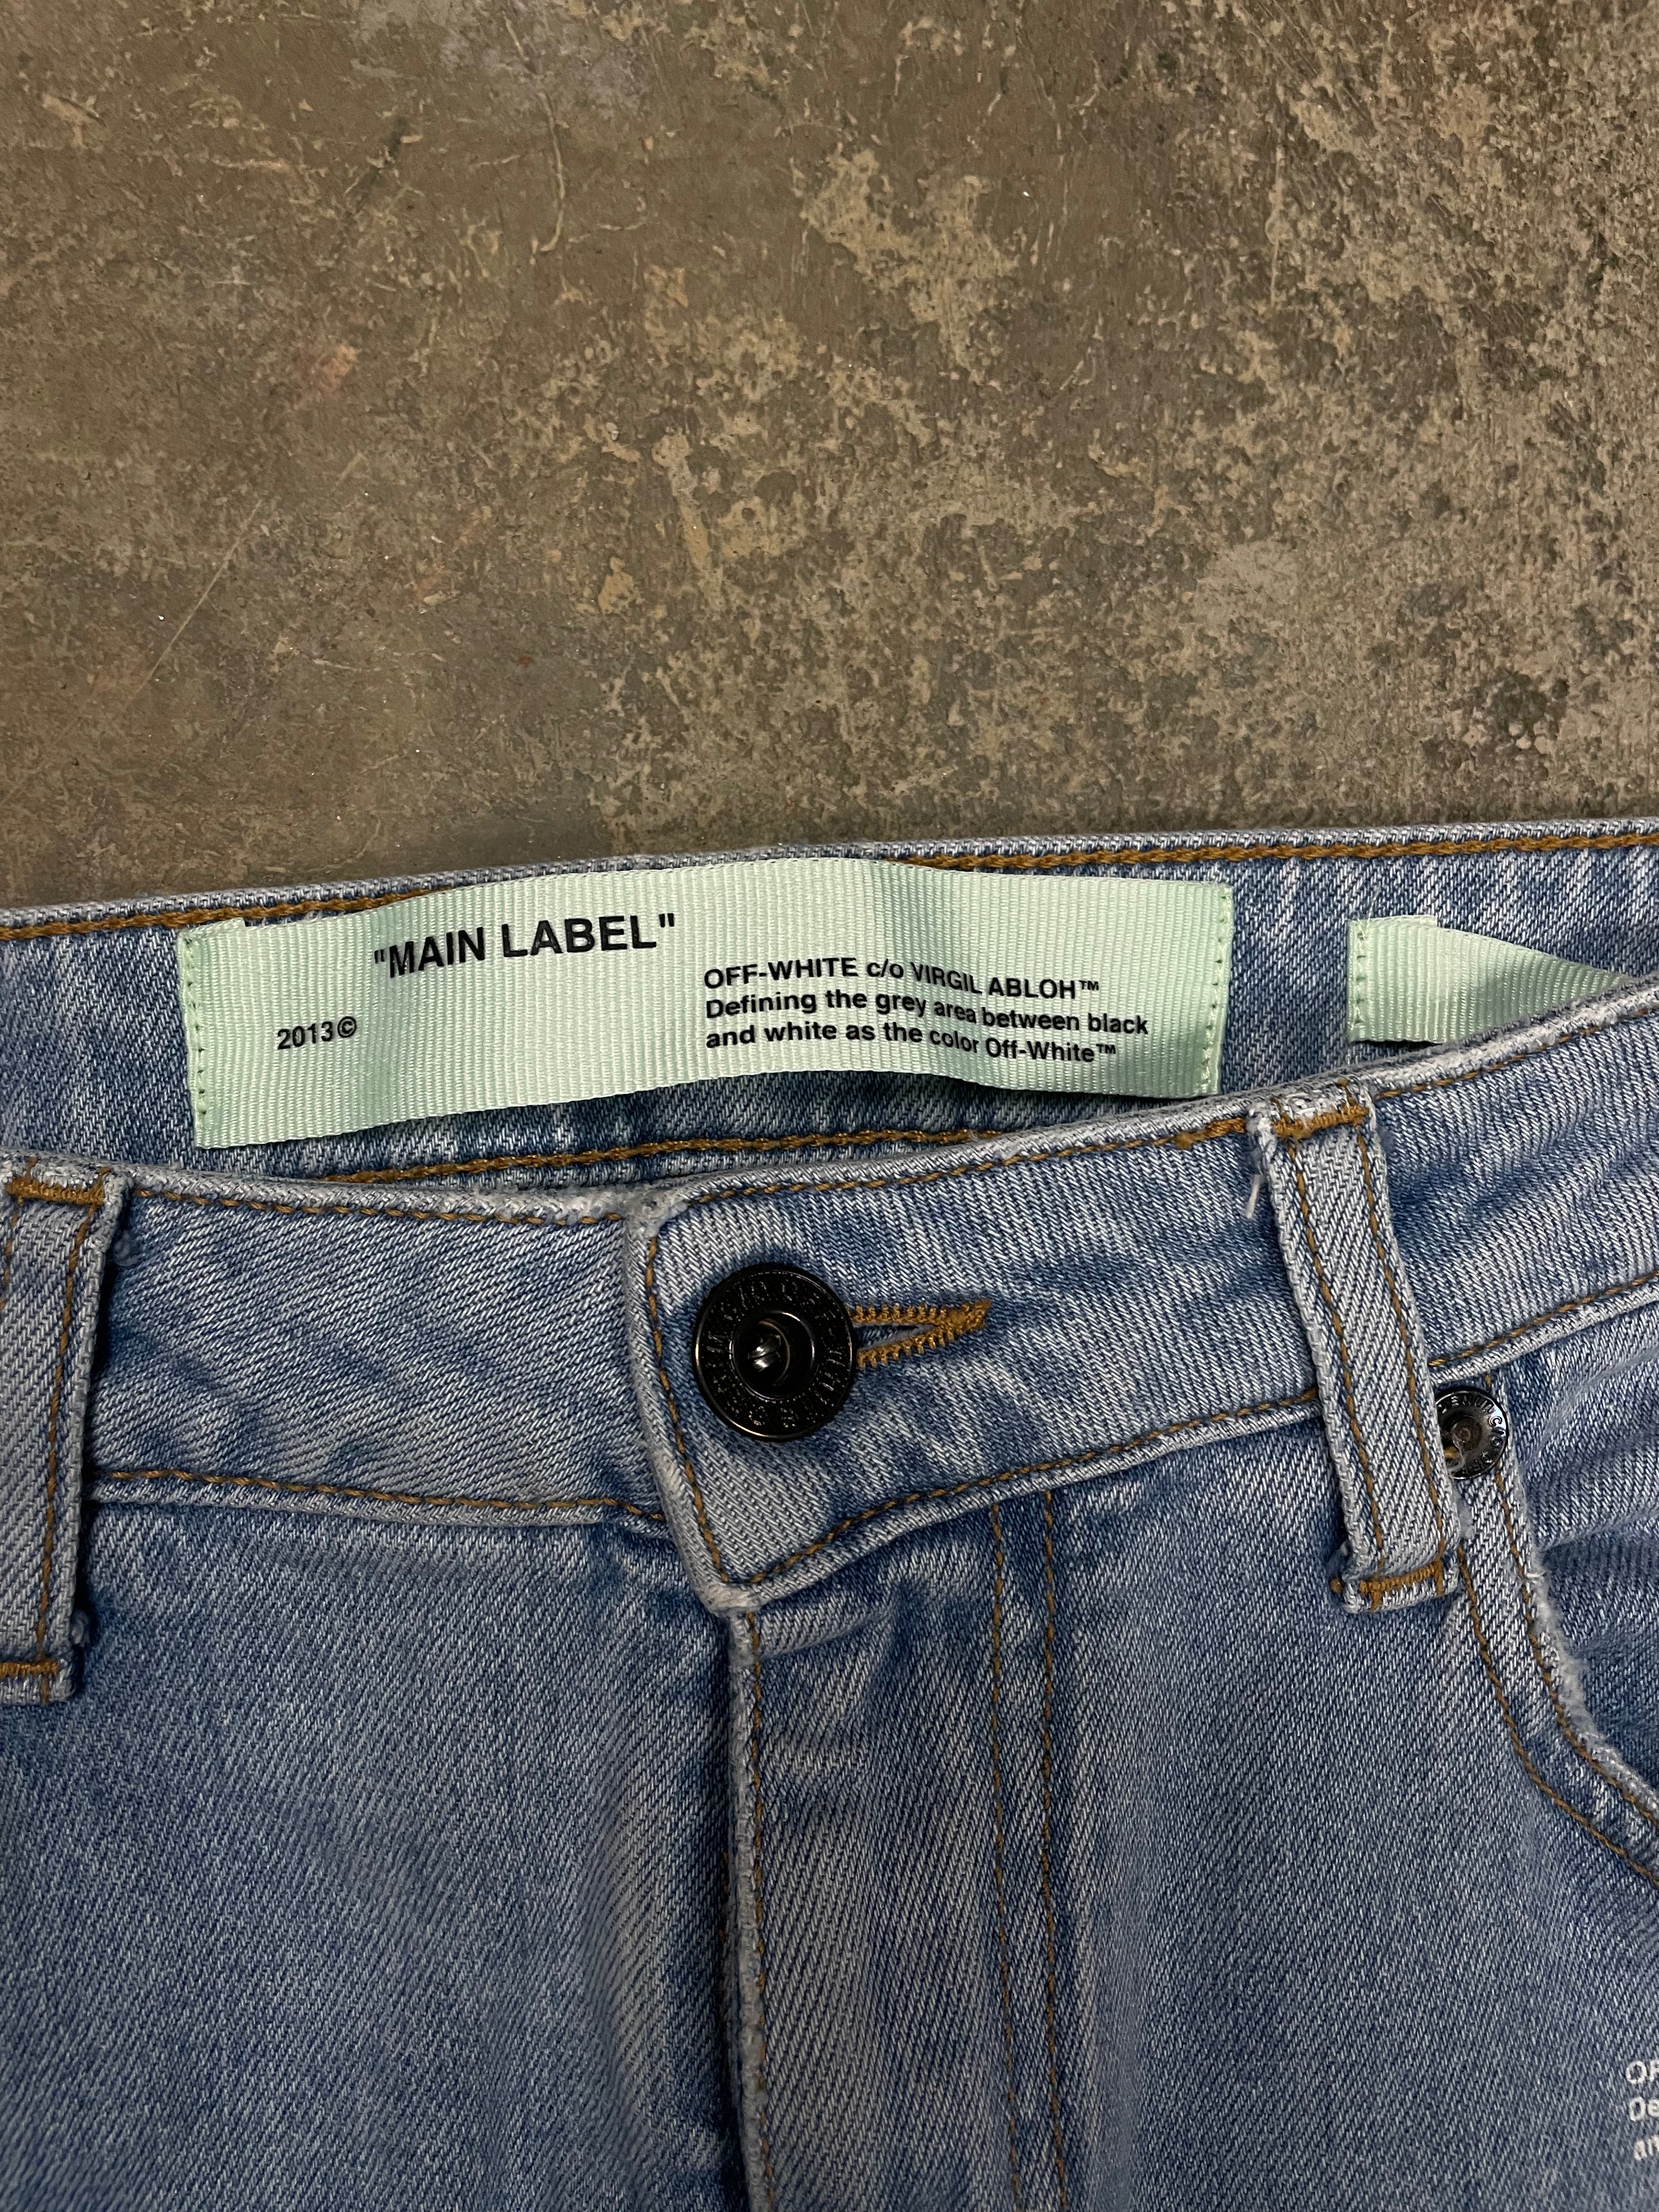 "MAIN LABEL"
2013©
OFF-WHITE c/o VIRGIL ABLOH™
Defining the grey area between black
and white as the color Off-White™